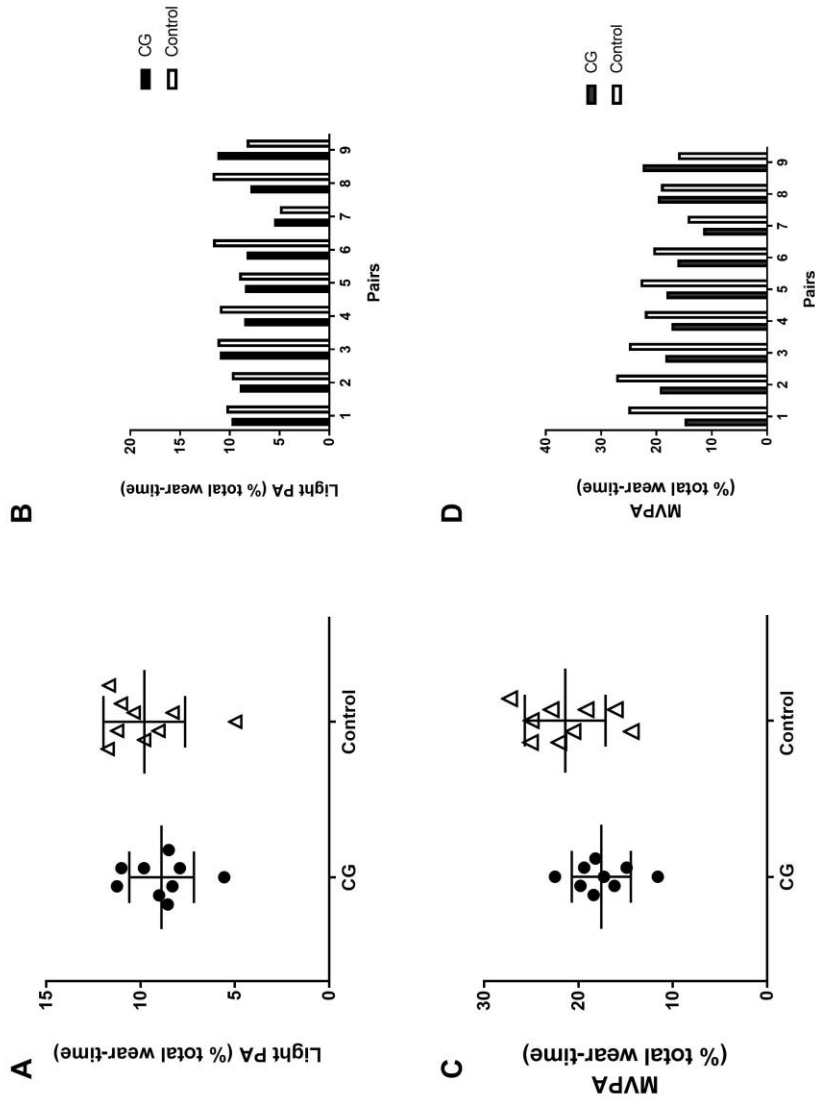 A
Light PA (% total wear-time)
15
10
5
0
CG
Control
B
Light PA (% total wear-time)
20
15
10
5
0
1 2 3 4 5 6 7 8 9
Pairs
CG
Control
C
MVPA
(% total wear-time)
30
20
10
0
CG
Control
D
MVPA
(% total wear-time)
40
30
20
10
0
1 2 3 4 5 6 7 8 9
Pairs
CG
Control